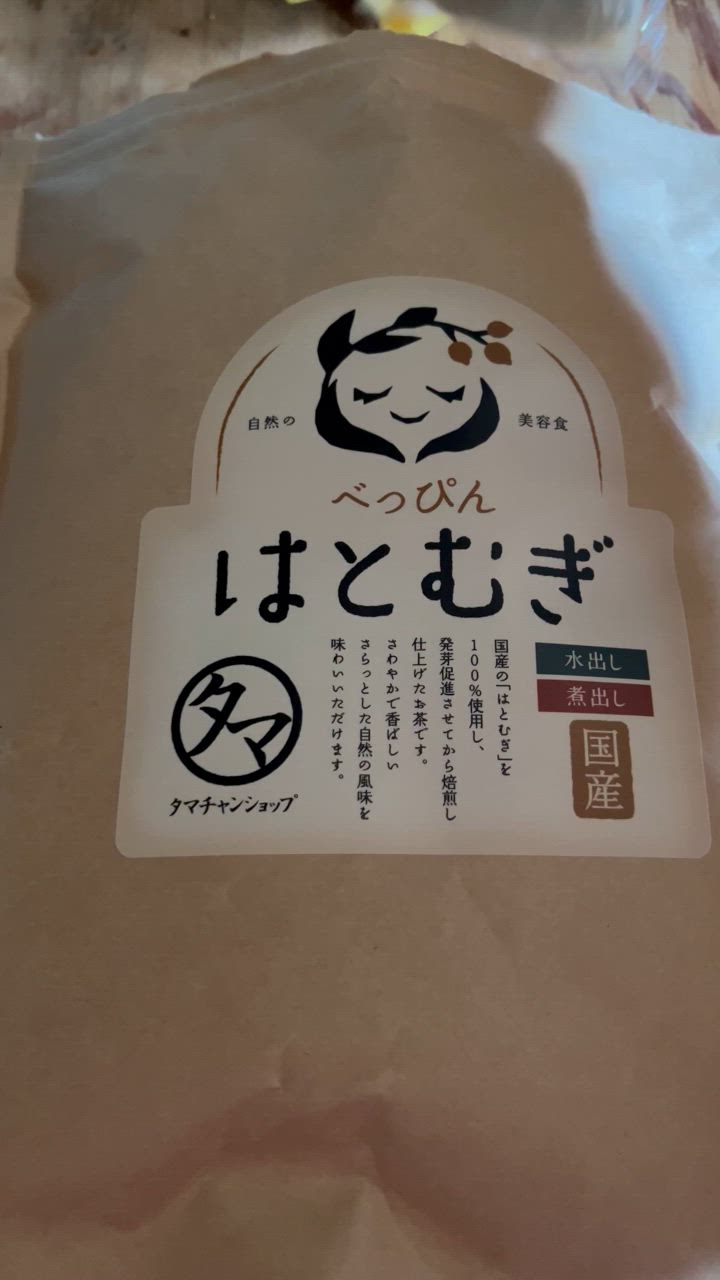 自然の
美容食
べっぴん
はとむぎ
水出し
煮出し
国産
国産の「はとむぎ」を
100%使用し、
発芽促進させてから焙煎し
仕上げたお茶です。
さわやかで香ばしい
さらっとした自然の風味を
味わいいただけます。
タマ
タマチャンショップ